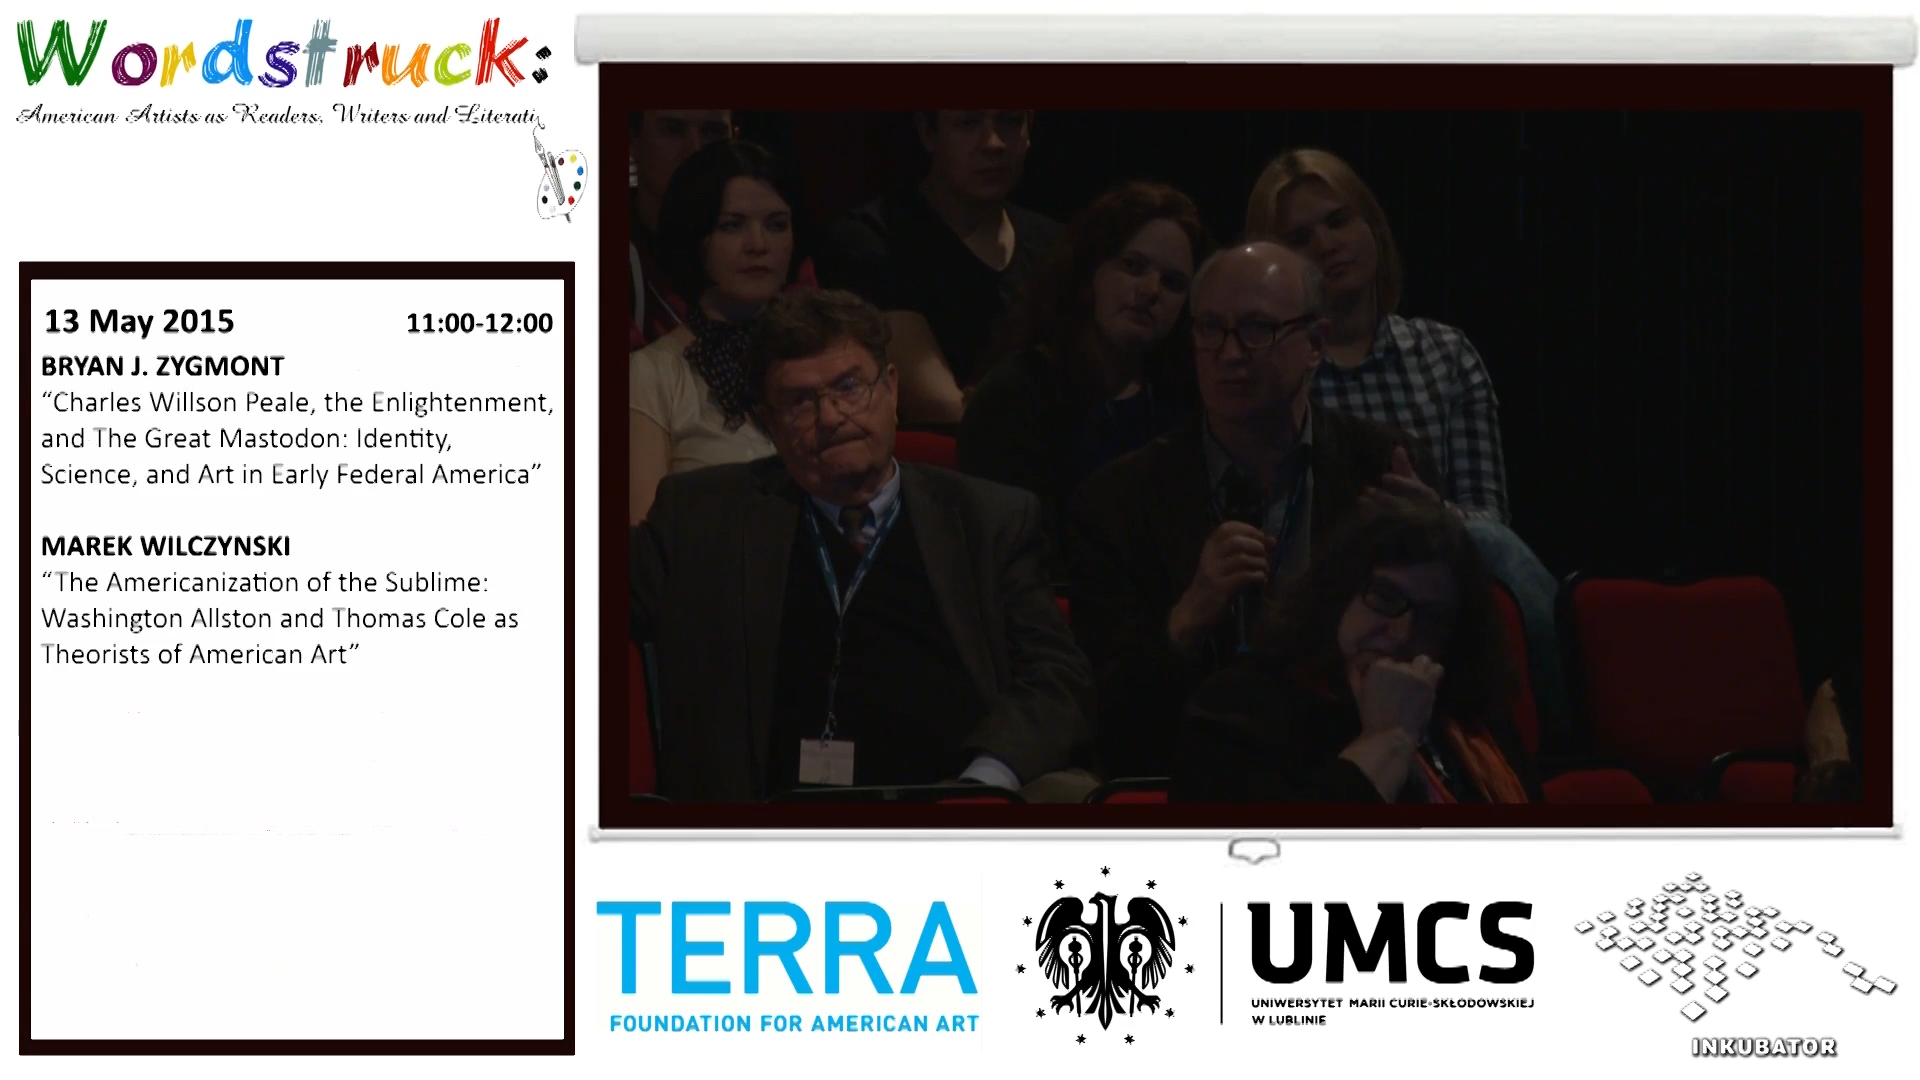 Wordstruck:
American Artists as Readers, Writers and Literati
13 May 2015 11:00-12:00
BRYAN J. ZYGMONT
“Charles Willson Peale, the Enlightenment,
and The Great Mastodon: Identity,
Science, and Art in Early Federal America”
MAREK WILCZYNSKI
“The Americanization of the Sublime:
Washington Allston and Thomas Cole as
Theorists of American Art”
TERRA
FOUNDATION FOR AMERICAN ART
UMCS
UNIWERSYTET MARII CURIE-SKŁODOWSKIEJ
W LUBLINIE
INKUBATOR